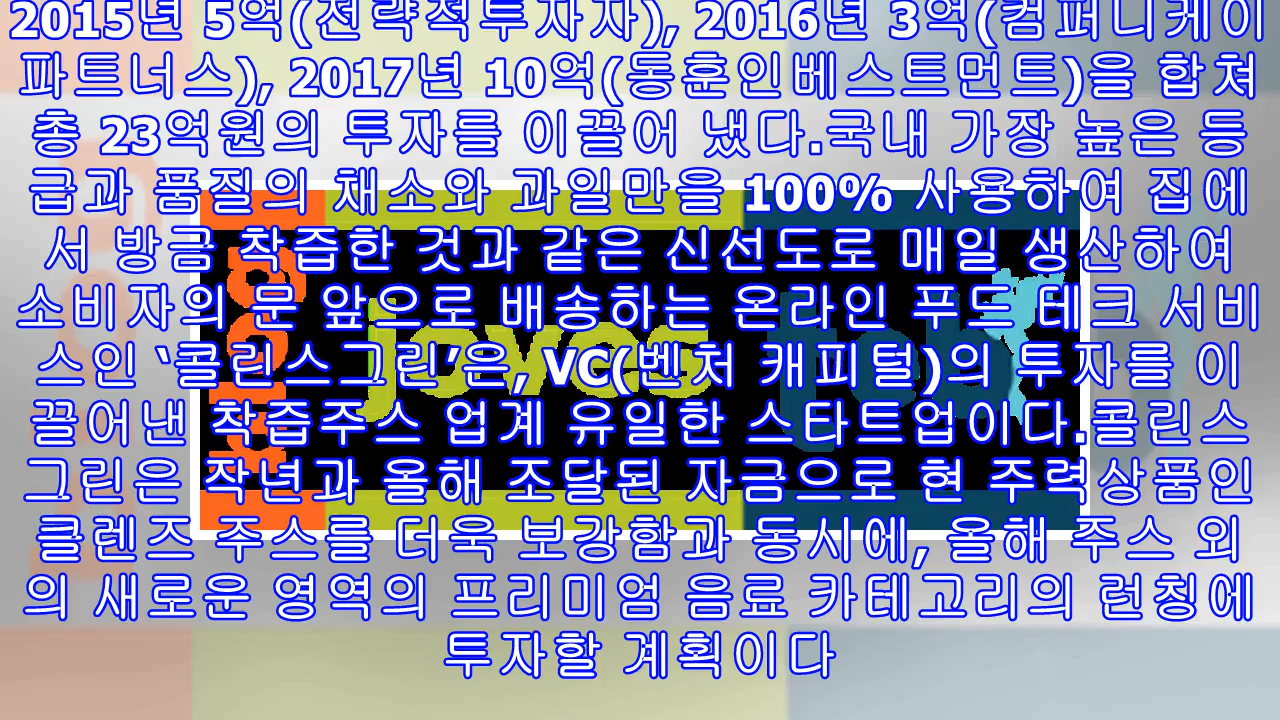 2015년 5억(전략적투자자), 2016년 3억(컴퍼니케이
파트너스), 2017년 10억(동훈인베스트먼트)을 합쳐
총 23억원의 투자를 이끌어 냈다.국내 가장 높은 등
급과 품질의 채소와 과일만을 100% 사용하여 집에
서 방금 착즙한 것과 같은 신선도로 매일 생산하여
소비자의 문 앞으로 배송하는 온라인 푸드 테크 서비
스인 ‘콜린스그린’은, VC(벤처 캐피털)의 투자를 이
끌어낸 착즙주스 업계 유일한 스타트업이다.콜린스
그린은 작년과 올해 조달된 자금으로 현 주력상품인
클렌즈 주스를 더욱 보강함과 동시에, 올해 주스 외
의 새로운 영역의 프리미엄 음료 카테고리의 런칭에
투자할 계획이다
loves